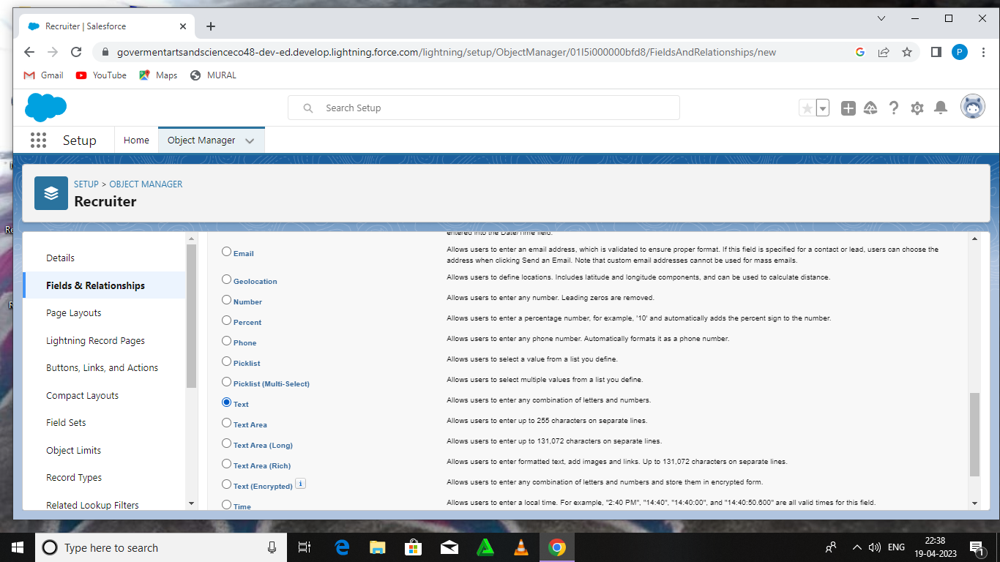 Recruiter | Salesforce
govermentartsandscienceco48-dev-ed.develop.lightning.force.com/lightning/setup/ObjectManager/01I5i000000bfd8/FieldsAndRelationships/new
P
Gmail
YouTube
Maps
MURAL
Search Setup
Setup
Home
Object Manager
SETUP > OBJECT MANAGER
Recruiter
Details
Fields & Relationships
Page Layouts
Lightning Record Pages
Buttons, Links, and Actions
Compact Layouts
Field Sets
Object Limits
Record Types
Related Lookup Filters
entered into the Date/Time field.
Email
Allows users to enter an email address, which is validated to ensure proper format. If this field is specified for a contact or lead, users can choose the
address when clicking Send an Email. Note that custom email addresses cannot be used for mass emails.
Geolocation
Allows users to define locations. Includes latitude and longitude components, and can be used to calculate distance.
Number
Allows users to enter any number. Leading zeros are removed.
Percent
Allows users to enter a percentage number, for example, '10' and automatically adds the percent sign to the number.
Phone
Allows users to enter any phone number. Automatically formats it as a phone number.
Picklist
Allows users to select a value from a list you define.
Picklist (Multi-Select)
Allows users to select multiple values from a list you define.
Text
Allows users to enter any combination of letters and numbers.
Text Area
Allows users to enter up to 255 characters on separate lines.
Text Area (Long)
Allows users to enter up to 131,072 characters on separate lines.
Text Area (Rich)
Allows users to enter formatted text, add images and links. Up to 131,072 characters on separate lines.
Text (Encrypted) i
Allows users to enter any combination of letters and numbers and store them in encrypted form.
Time
Allows users to enter a local time. For example, "2:40 PM", "14:40", "14:40:00", and "14:40:50.600" are all valid times for this field.
Type here to search
ENG
22:38
19-04-2023
1